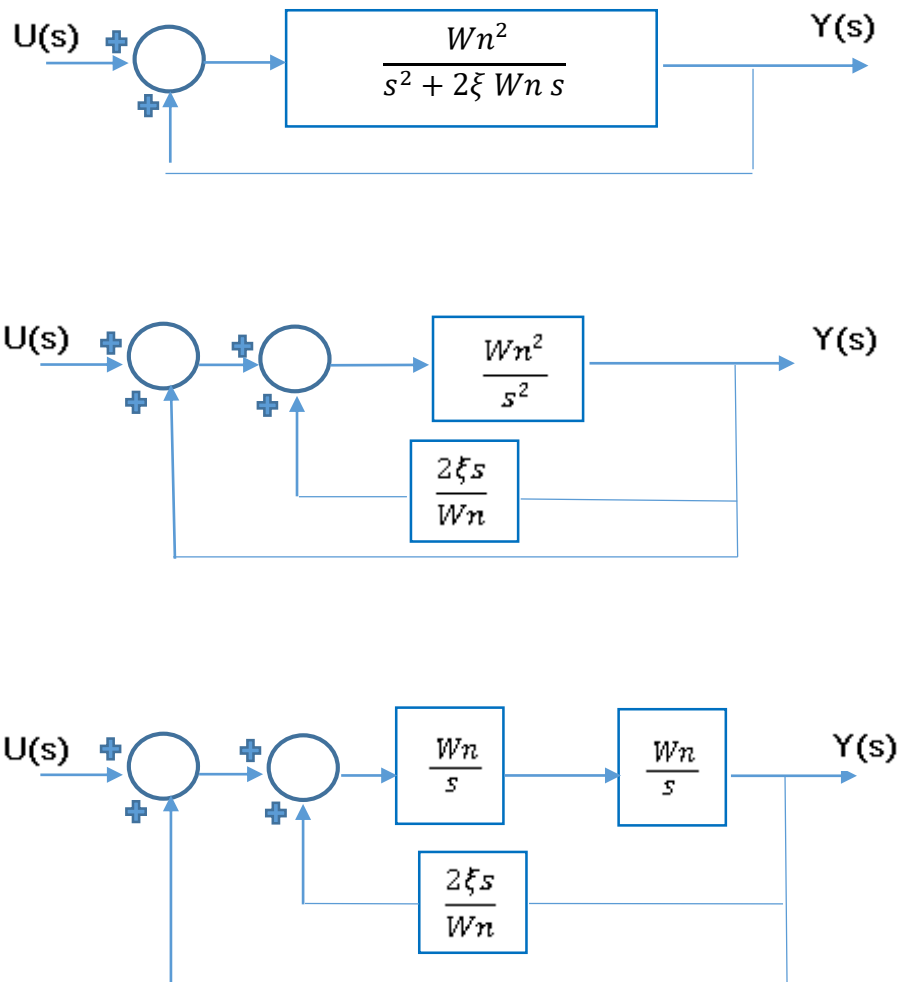 U(s)
Y(s)
Wn²
s² + 2ξ Wn s
U(s)
Y(s)
Wn²
s²
2ξs
Wn
U(s)
Y(s)
Wn
s
Wn
s
2ξs
Wn